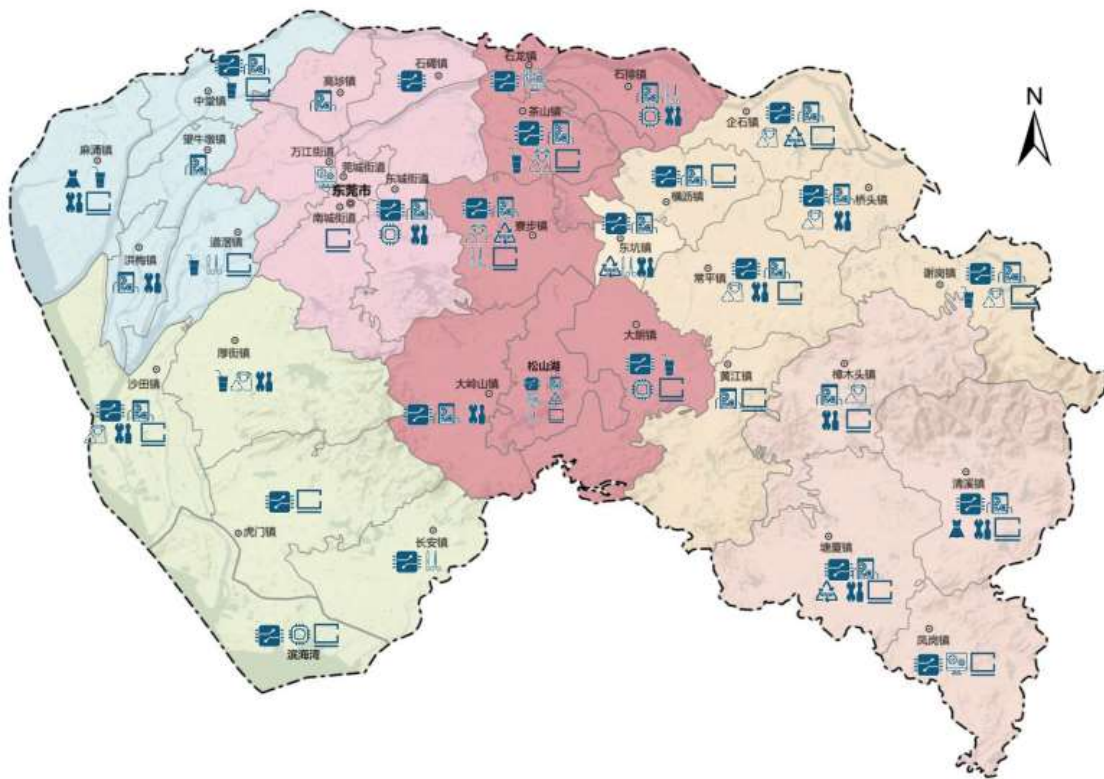 N
石龙镇
石碣镇
石排镇
高埗镇
中堂镇
茶山镇
企石镇
望牛墩镇
麻涌镇
万江街道
莞城街道
东城街道
东莞市
南城街道
桥头镇
横沥镇
道滘镇
寮步镇
东坑镇
洪梅镇
常平镇
谢岗镇
大朗镇
厚街镇
松山湖
黄江镇
樟木头镇
沙田镇
大岭山镇
清溪镇
虎门镇
长安镇
塘厦镇
滨海湾
凤岗镇